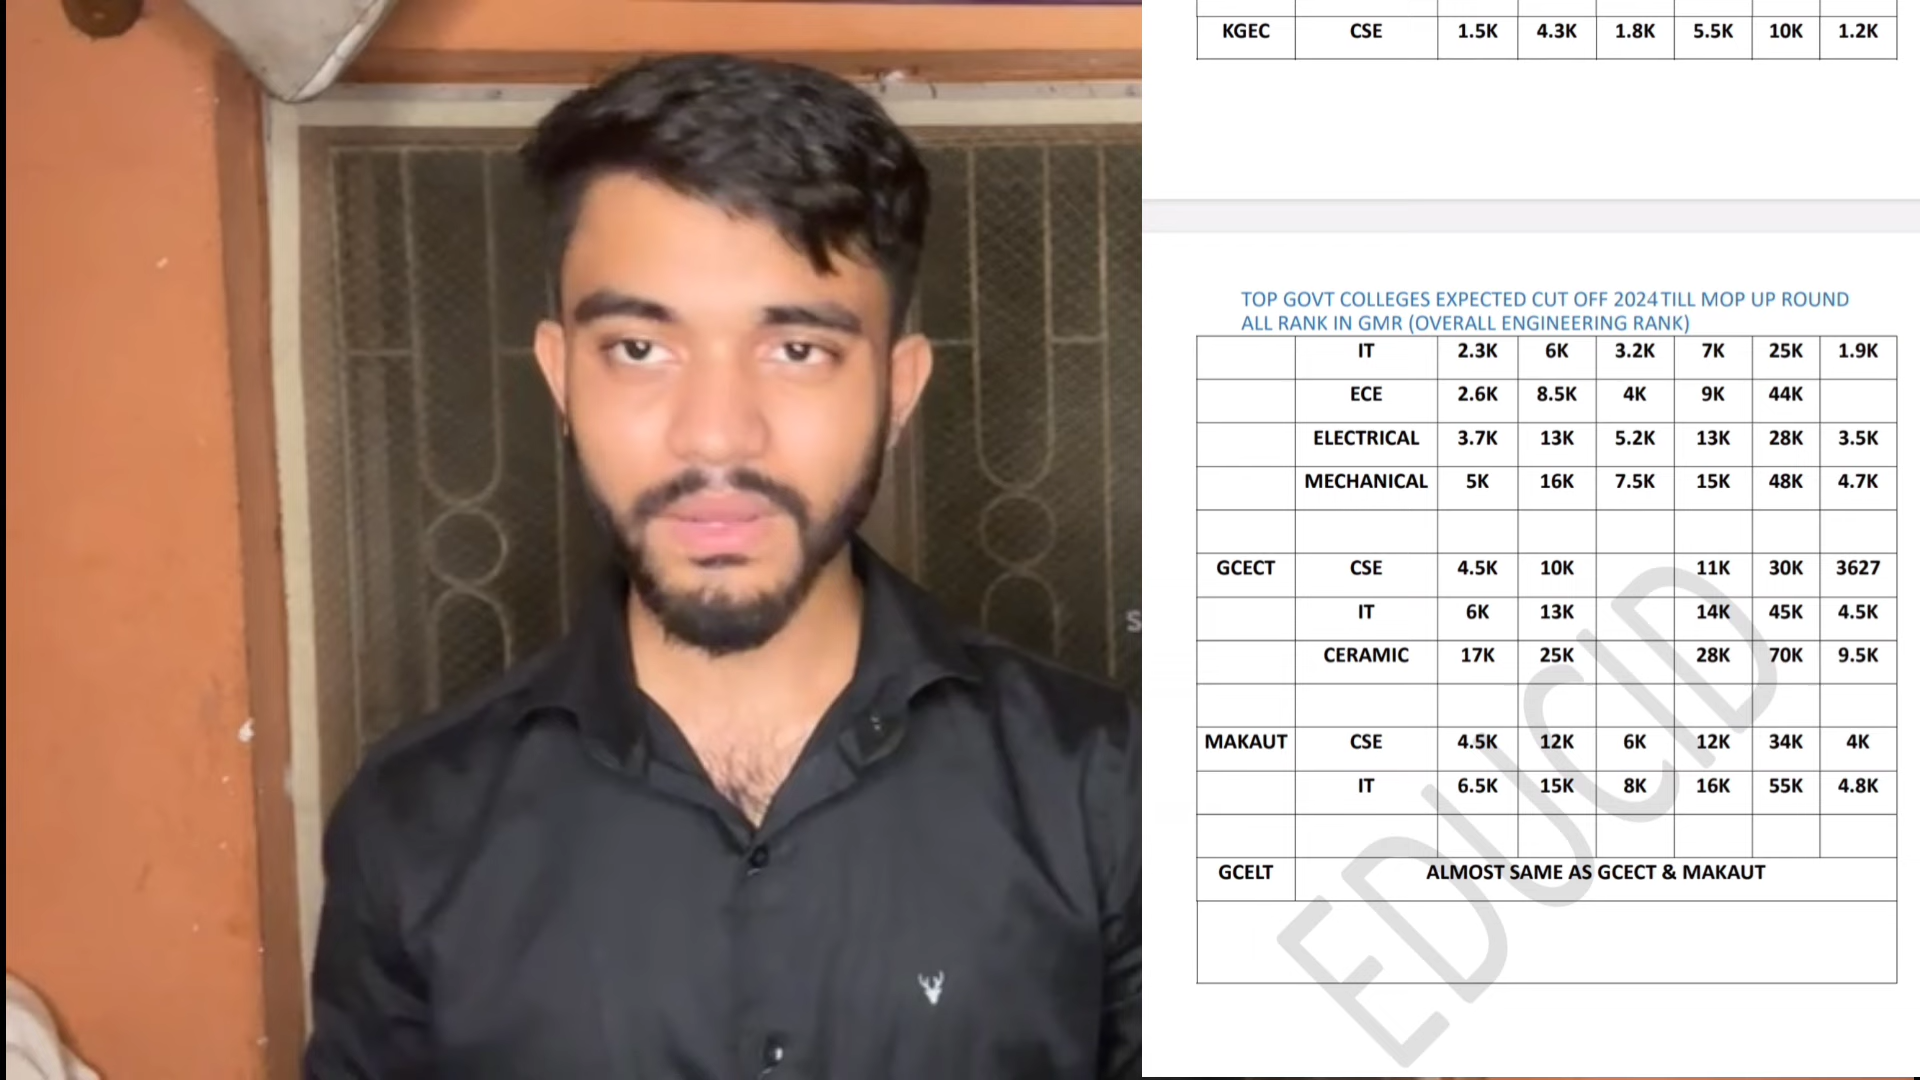 KGEC CSE 1.5K 4.3K 1.8K 5.5K 10K 1.2K
TOP GOVT COLLEGES EXPECTED CUT OFF 2024 TILL MOP UP ROUND
ALL RANK IN GMR (OVERALL ENGINEERING RANK)
IT 2.3K 6K 3.2K 7K 25K 1.9K
ECE 2.6K 8.5K 4K 9K 44K
ELECTRICAL 3.7K 13K 5.2K 13K 28K 3.5K
MECHANICAL 5K 16K 7.5K 15K 48K 4.7K
GCECT CSE 4.5K 10K 11K 30K 3627
IT 6K 13K 14K 45K 4.5K
CERAMIC 17K 25K 28K 70K 9.5K
MAKAUT CSE 4.5K 12K 6K 12K 34K 4K
IT 6.5K 15K 8K 16K 55K 4.8K
GCELT ALMOST SAME AS GCECT & MAKAUT
EDUCID